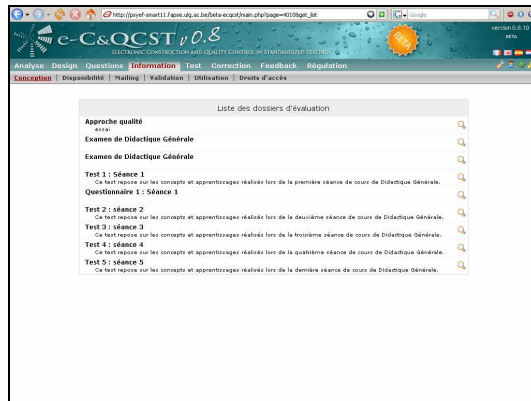 http://psyef-smart11.fapse.ulg.ac.be/beta-ecqcst/main.php?page=4010&get_list
Google
e-C&QCST v0.8
ELECTRONIC CONSTRUCTION AND QUALITY CONTROL IN STANDARDIZED TESTING
BETA
version 0.8.10
BETA
Analyse Design Questions Information Test Correction Feedback Régulation
Conception | Disponibilité | Mailing | Validation | Utilisation | Droits d'accès
Liste des dossiers d'évaluation
Approche qualité
essai
Examen de Didactique Générale
Examen de Didactique Générale
Test 1 : Séance 1
Ce test repose sur les concepts et apprentissages réalisés lors de la première séance de cours de Didactique Générale.
Questionnaire 1 : Séance 1
Test 2 : séance 2
Ce test repose sur les concepts et apprentissages réalisés lors de la deuxième séance de cours de Didactique Générale.
Test 3 : séance 3
Ce test repose sur les concepts et apprentissages réalisés lors de la troisième séance de cours de Didactique Générale.
Test 4 : séance 4
Ce test repose sur les concepts et apprentissages réalisés lors de la quatrième séance de cours de Didactique Générale.
Test 5 : séance 5
Ce test repose sur les concepts et apprentissages réalisés lors de la dernière séance de cours de Didactique Générale.